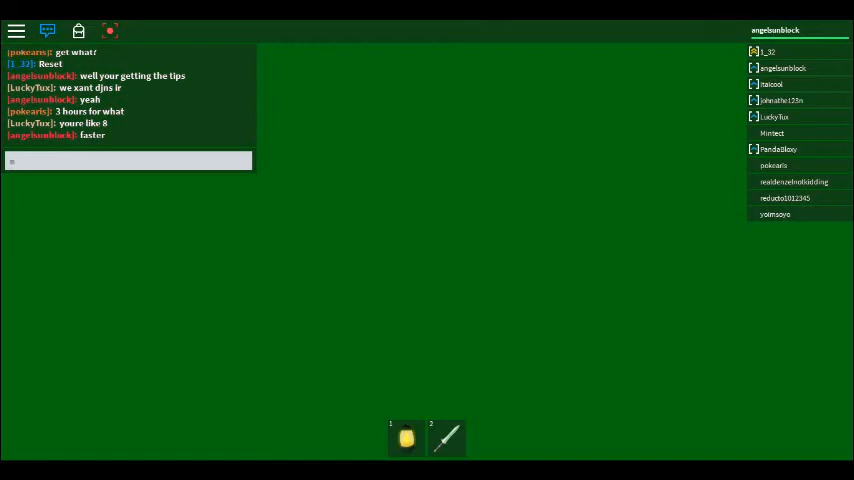 angelsunblock
[pokearis]: get what?
[1_32]: Reset
[angelsunblock]: well your getting the tips
[LuckyTux]: we xant djns ir
[angelsunblock]: yeah
[pokearis]: 3 hours for what
[LuckyTux]: youre like 8
[angelsunblock]: faster
m
1_32
angelsunblock
Itaicool
johnathe123n
LuckyTux
Mintect
PandaBloxy
pokearis
realdenzelnotkidding
reducto1012345
yoimsoyo
1
2